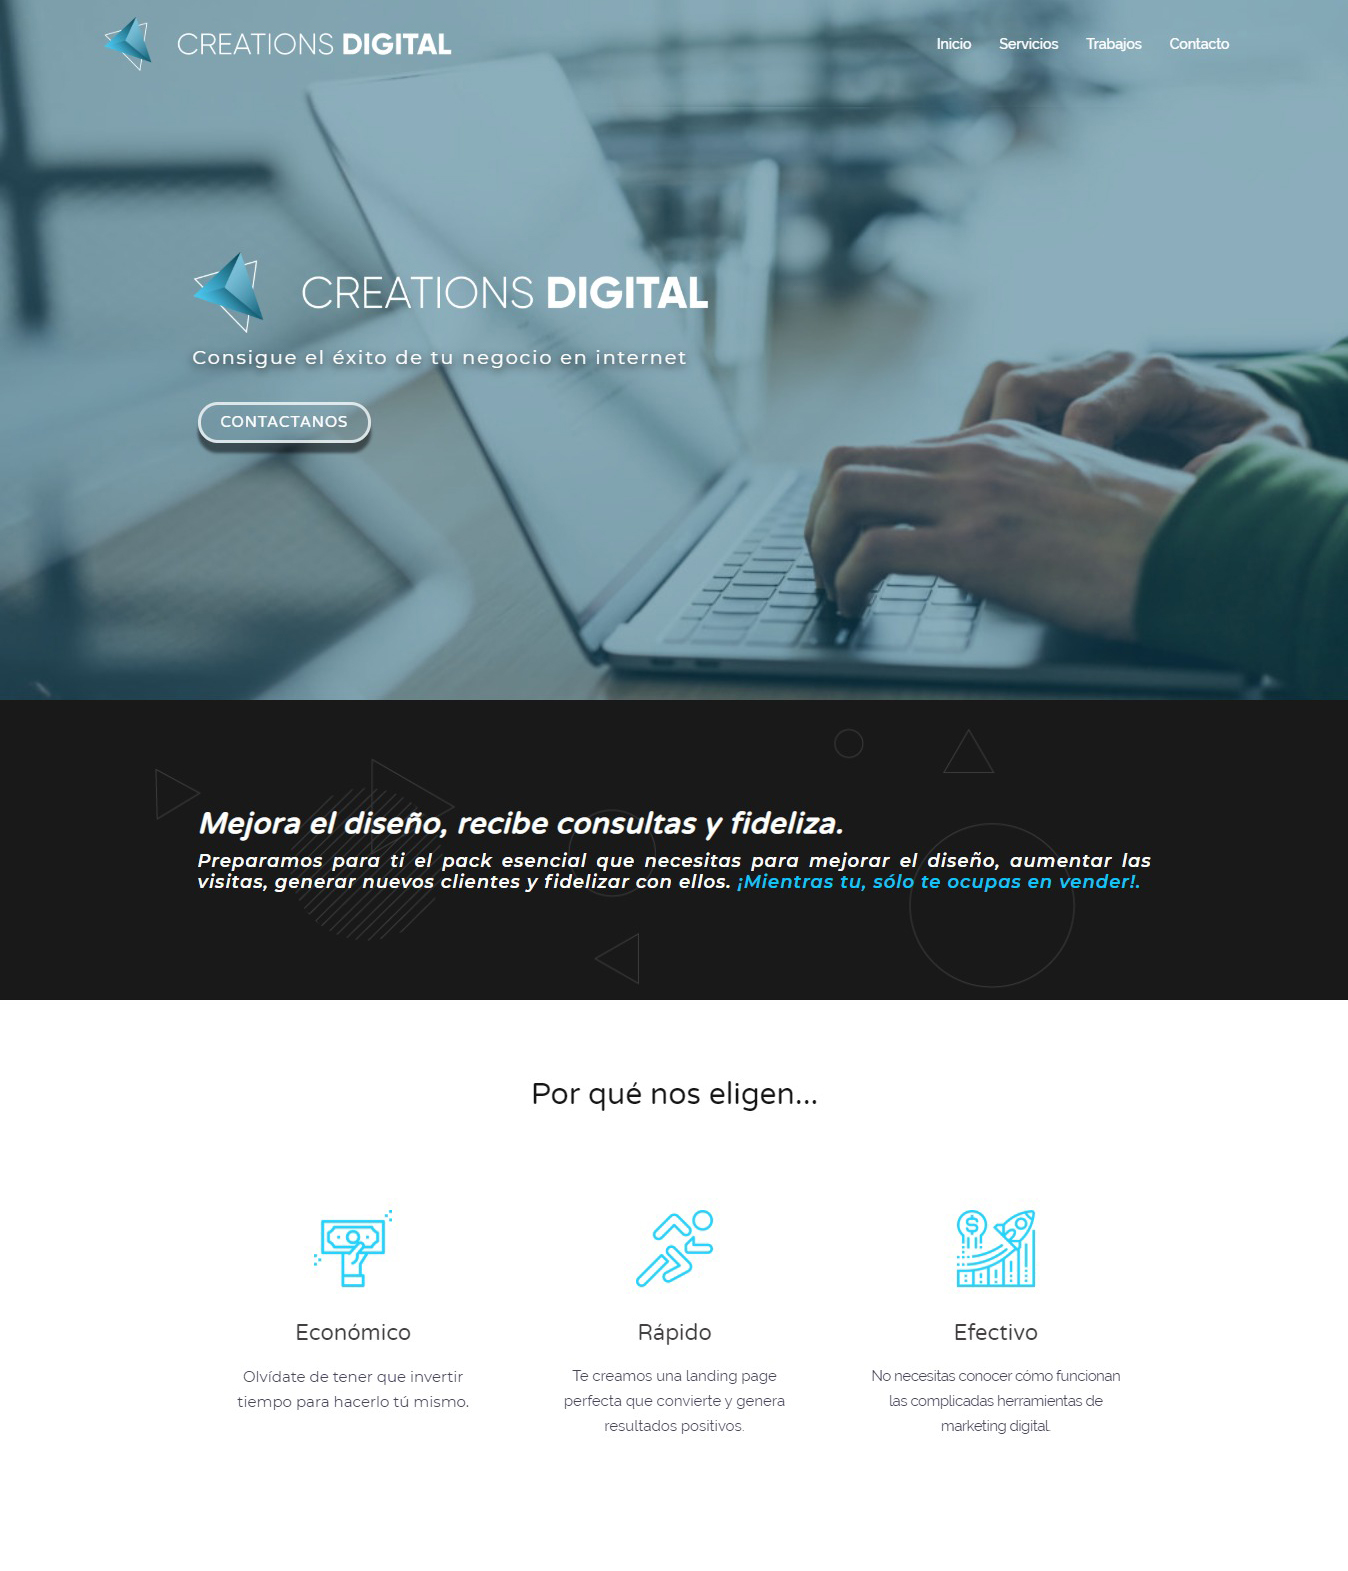 CREATIONS DIGITAL
Inicio Servicios Trabajos Contacto
CREATIONS DIGITAL
Consigue el éxito de tu negocio en internet
CONTACTANOS
Mejora el diseño, recibe consultas y fideliza.
Preparamos para ti el pack esencial que necesitas para mejorar el diseño, aumentar las
visitas, generar nuevos clientes y fidelizar con ellos. ¡Mientras tu, sólo te ocupas en vender!.
Por qué nos eligen...
Económico
Olvídate de tener que invertir
tiempo para hacerlo tú mismo.
Rápido
Te creamos una landing page
perfecta que convierte y genera
resultados positivos.
Efectivo
No necesitas conocer cómo funcionan
las complicadas herramientas de
marketing digital.